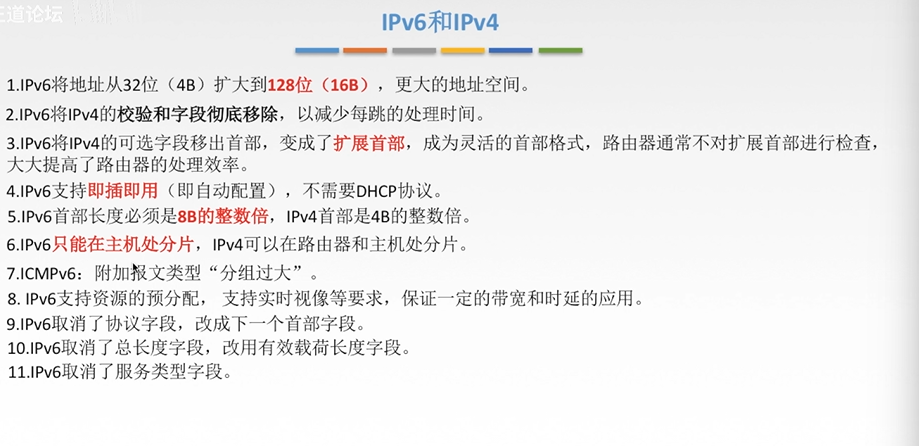 王道论坛
IPv6和IPv4
1.IPv6将地址从32位（4B）扩大到128位（16B），更大的地址空间。
2.IPv6将IPv4的校验和字段彻底移除，以减少每跳的处理时间。
3.IPv6将IPv4的可选字段移出首部，变成了扩展首部，成为灵活的首部格式，路由器通常不对扩展首部进行检查，
大大提高了路由器的处理效率。
4.IPv6支持即插即用（即自动配置），不需要DHCP协议。
5.IPv6首部长度必须是8B的整数倍，IPv4首部是4B的整数倍。
6.IPv6只能在主机处分片，IPv4可以在路由器和主机处分片。
7.ICMPv6：附加报文类型“分组过大”。
8. IPv6支持资源的预分配， 支持实时视像等要求，保证一定的带宽和时延的应用。
9.IPv6取消了协议字段，改成下一个首部字段。
10.IPv6取消了总长度字段，改用有效载荷长度字段。
11.IPv6取消了服务类型字段。